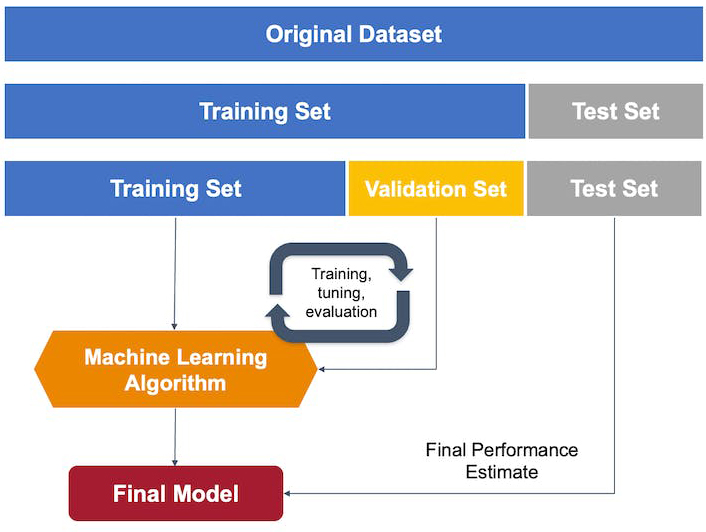 Original Dataset
Training Set
Test Set
Training Set
Validation Set
Test Set
Training,
tuning,
evaluation
Machine Learning
Algorithm
Final Performance
Estimate
Final Model